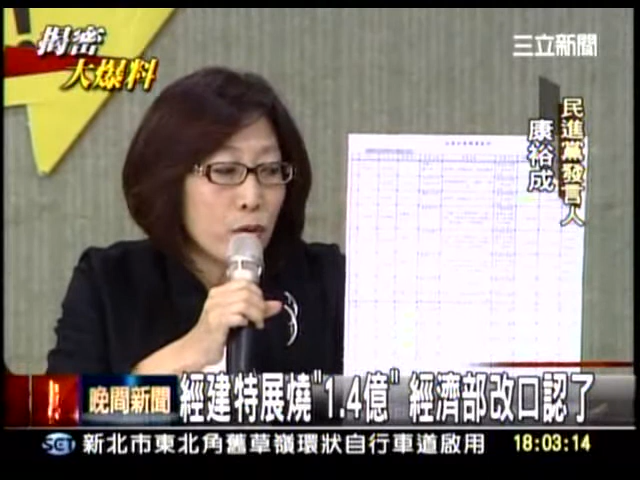 揭密
大爆料
三立新聞
民進黨發言人
康裕成
晚間新聞
經建特展燒"1.4億" 經濟部改口認了
SET 新北市東北角舊草嶺環狀自行車道啟用 18:03:14